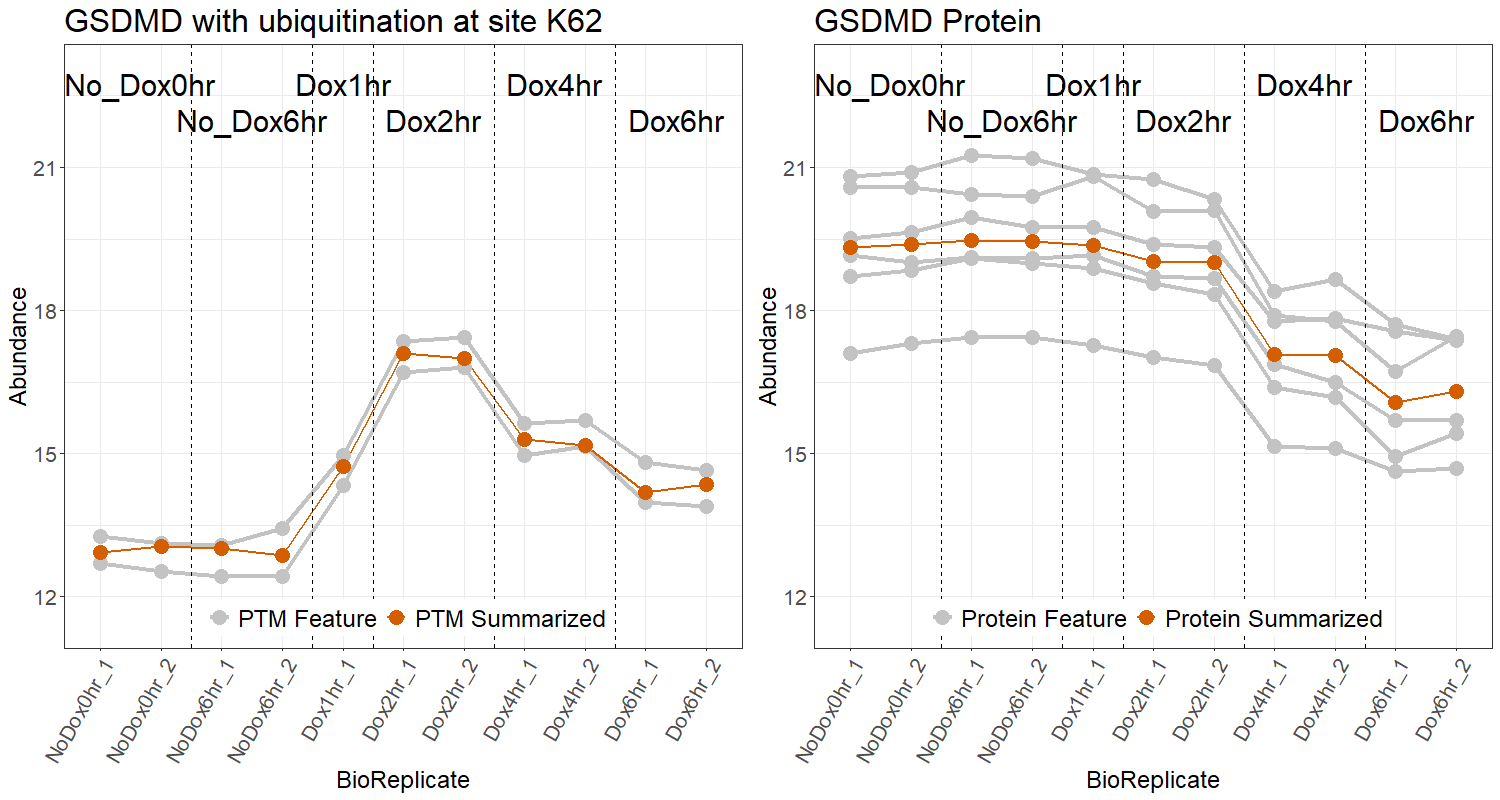 GSDMD with ubiquitination at site K62
No_Dox0hr
Dox1hr
Dox4hr
No_Dox6hr
Dox2hr
Dox6hr
21
18
15
12
Abundance
PTM Feature
PTM Summarized
NoDox0hr_1
NoDox0hr_2
NoDox6hr_1
NoDox6hr_2
Dox1hr_1
Dox2hr_1
Dox2hr_2
Dox4hr_1
Dox4hr_2
Dox6hr_1
Dox6hr_2
BioReplicate
GSDMD Protein
No_Dox0hr
Dox1hr
Dox4hr
No_Dox6hr
Dox2hr
Dox6hr
21
18
15
12
Abundance
Protein Feature
Protein Summarized
NoDox0hr_1
NoDox0hr_2
NoDox6hr_1
NoDox6hr_2
Dox1hr_1
Dox2hr_1
Dox2hr_2
Dox4hr_1
Dox4hr_2
Dox6hr_1
Dox6hr_2
BioReplicate